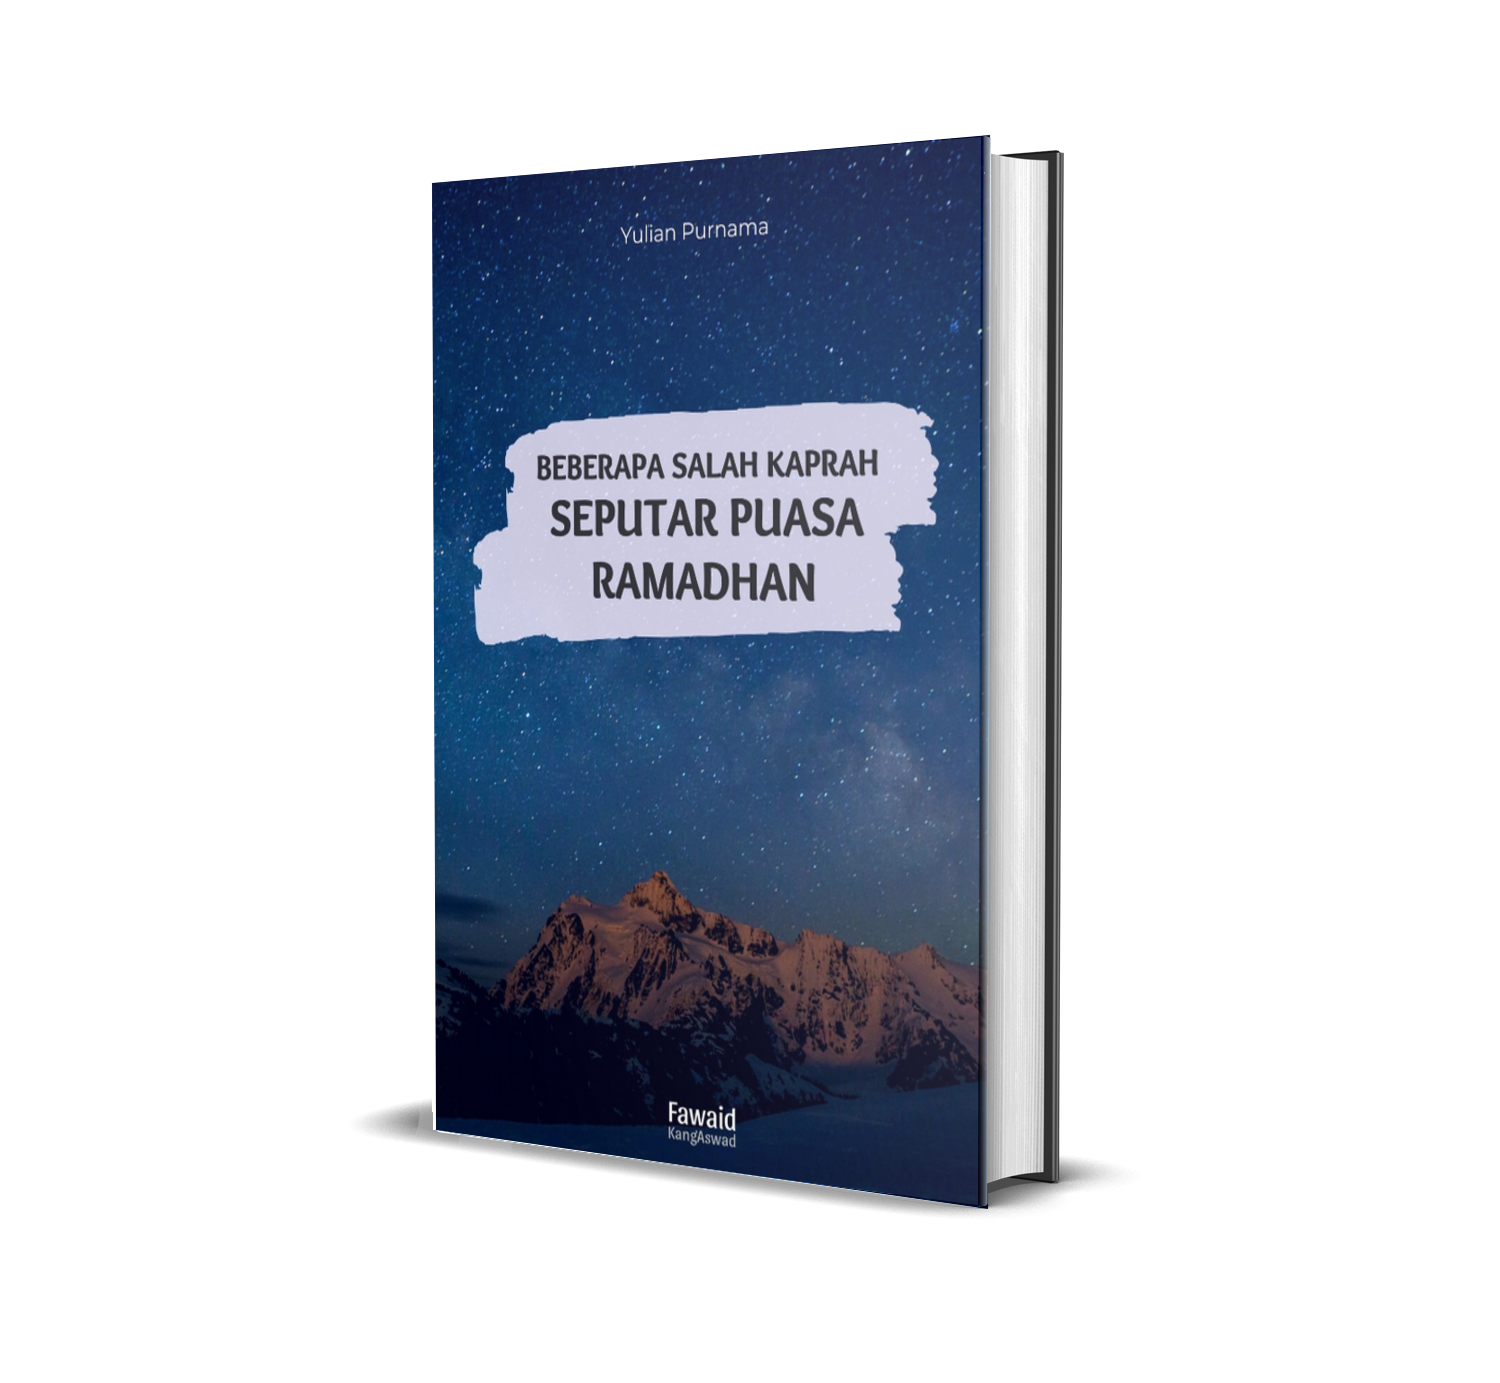 Yulian Purnama
BEBERAPA SALAH KAPRAH
SEPUTAR PUASA
RAMADHAN
Fawaid
KangAswad